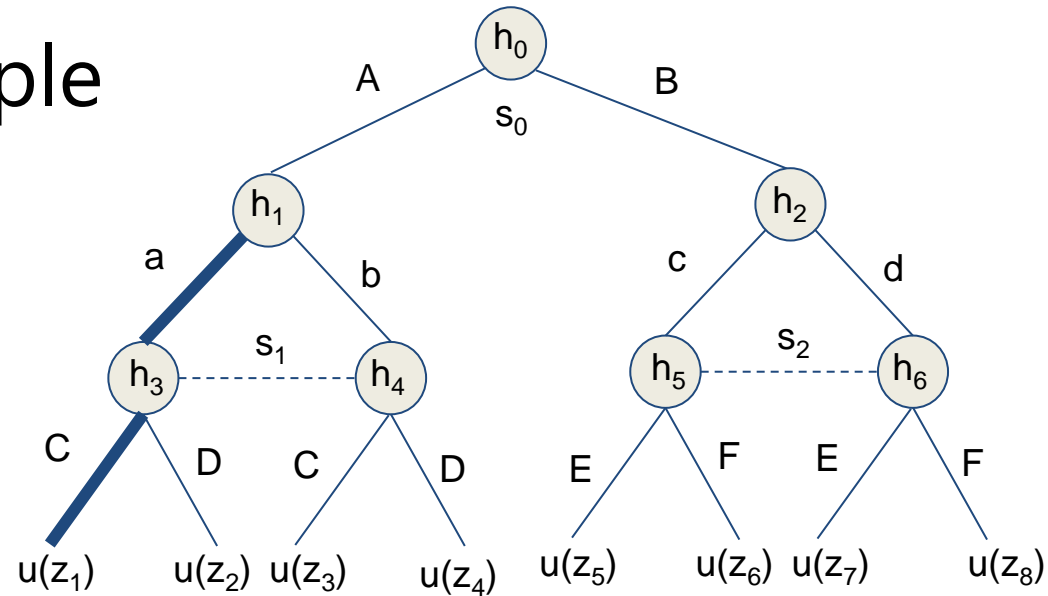 ple
h₀
A B
s₀
h₁ h₂
a b c d
s₁ s₂
h₃ h₄ h₅ h₆
C D C D E F E F
u(z₁) u(z₂) u(z₃) u(z₄) u(z₅) u(z₆) u(z₇) u(z₈)